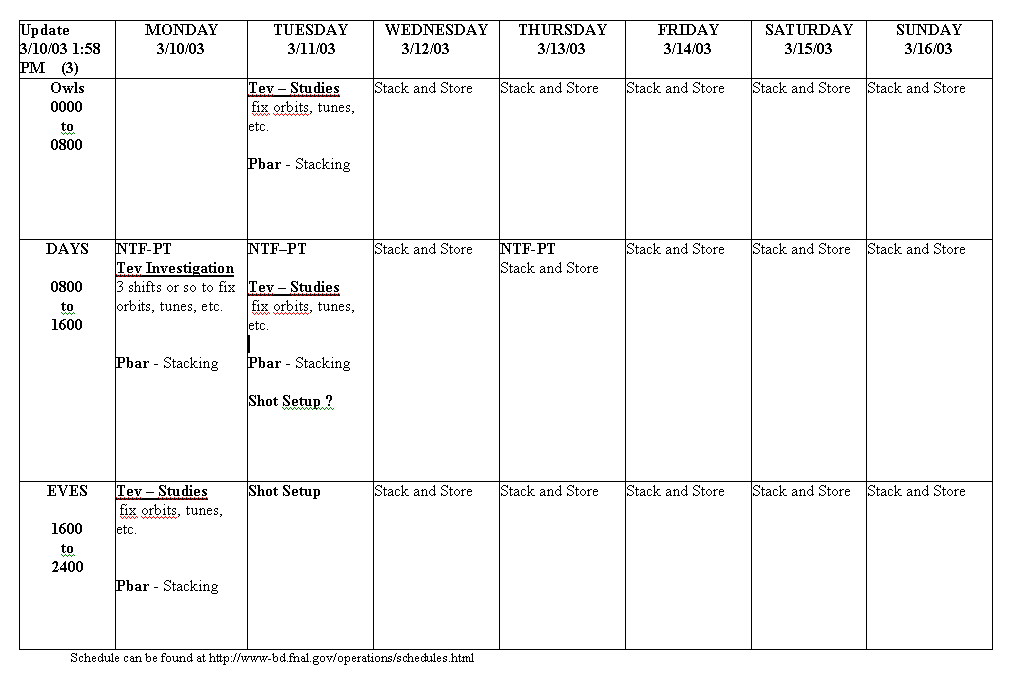 Update
3/10/03 1:58
PM (3)
MONDAY
3/10/03
TUESDAY
3/11/03
WEDNESDAY
3/12/03
THURSDAY
3/13/03
FRIDAY
3/14/03
SATURDAY
3/15/03
SUNDAY
3/16/03
Owls
0000
to
0800
Tev – Studies
fix orbits, tunes,
etc.
Pbar - Stacking
Stack and Store
Stack and Store
Stack and Store
Stack and Store
Stack and Store
DAYS
0800
to
1600
NTF-PT
Tev Investigation
3 shifts or so to fix
orbits, tunes, etc.
Pbar - Stacking
NTF–PT
Tev – Studies
fix orbits, tunes,
etc.
Pbar - Stacking
Shot Setup ?
Stack and Store
NTF-PT
Stack and Store
Stack and Store
Stack and Store
Stack and Store
EVES
1600
to
2400
Tev – Studies
fix orbits, tunes,
etc.
Pbar - Stacking
Shot Setup
Stack and Store
Stack and Store
Stack and Store
Stack and Store
Stack and Store
Schedule can be found at http://www-bd.fnal.gov/operations/schedules.html